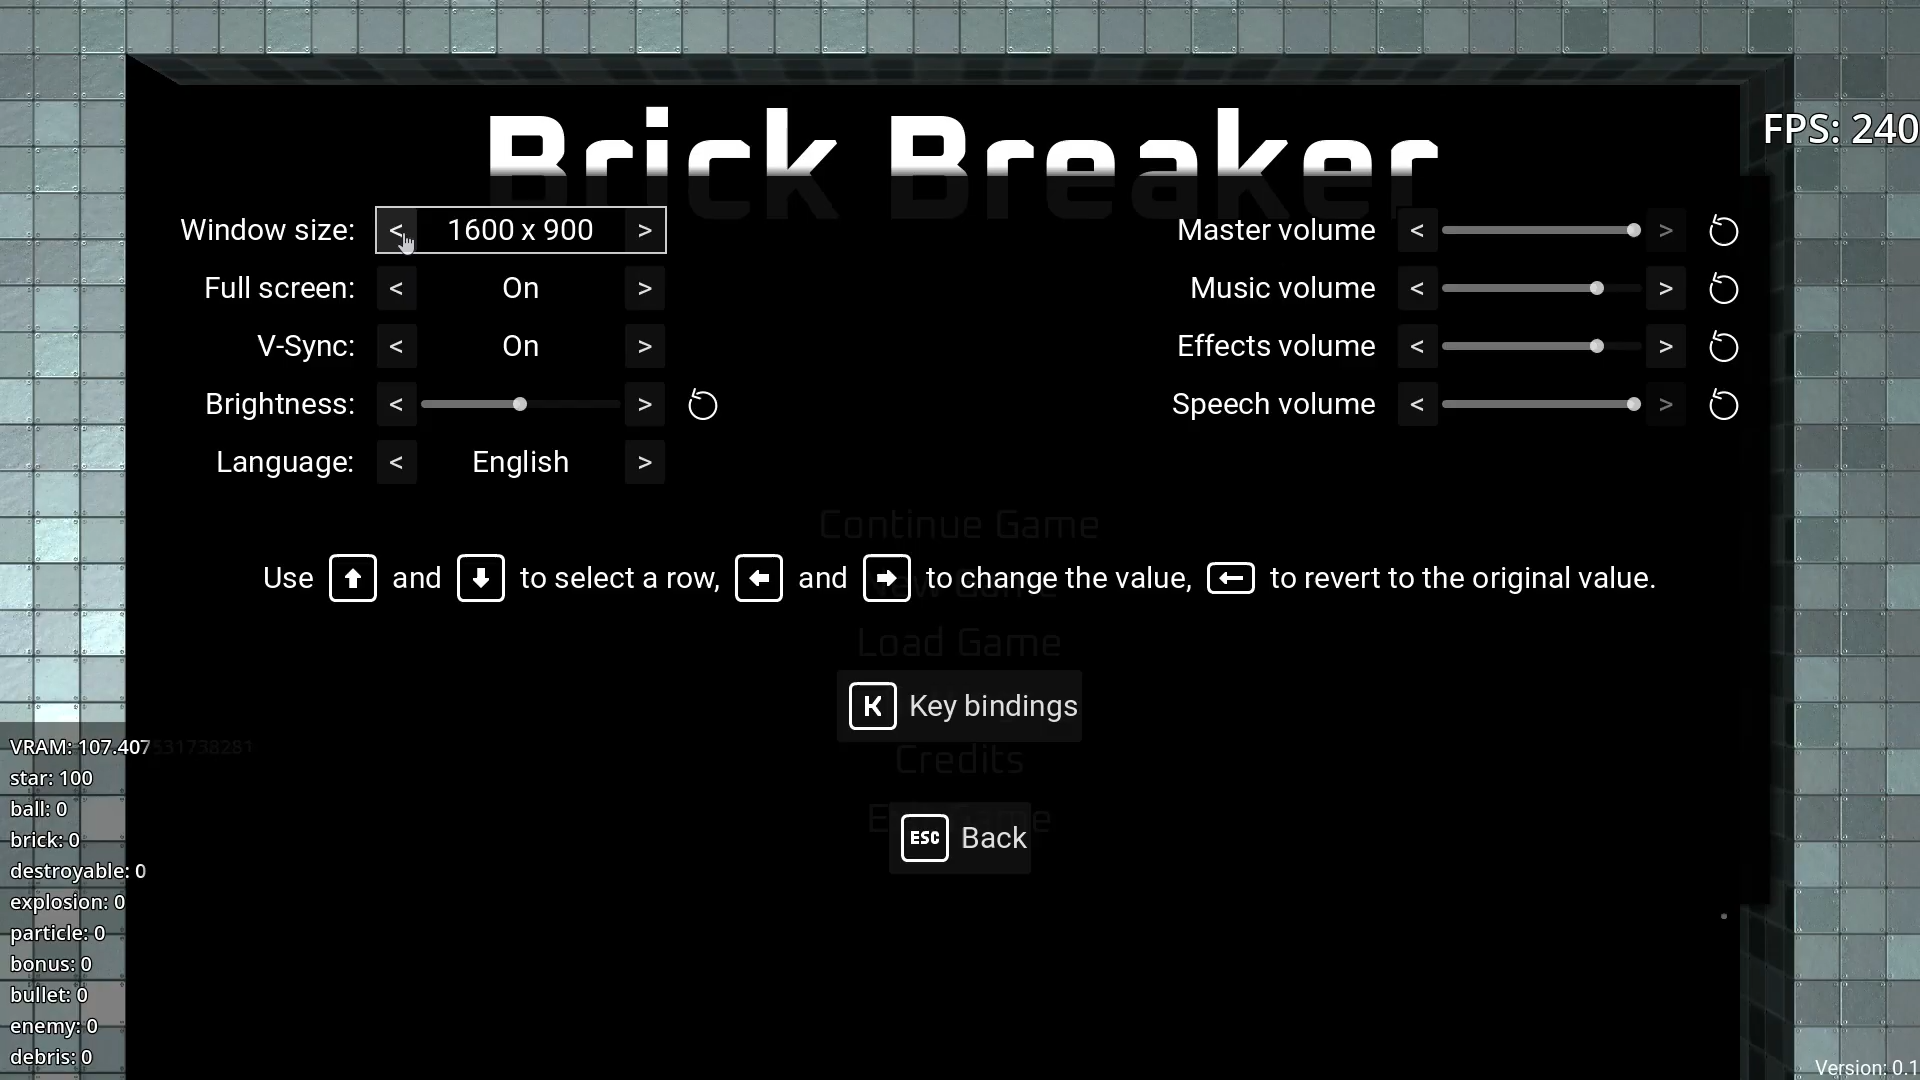 Brick Breaker
FPS: 240
Window size: < 1600 x 900 >
Full screen: < On >
V-Sync: < On >
Brightness: < >
Language: < English >
Master volume < >
Music volume < >
Effects volume < >
Speech volume < >
Continue Game
Use and to select a row, and to change the value, to revert to the original value.
Load Game
K Key bindings
Credits
ESC Back
VRAM: 107.407531738281
star: 100
ball: 0
brick: 0
destroyable: 0
explosion: 0
particle: 0
bonus: 0
bullet: 0
enemy: 0
debris: 0
Version: 0.1